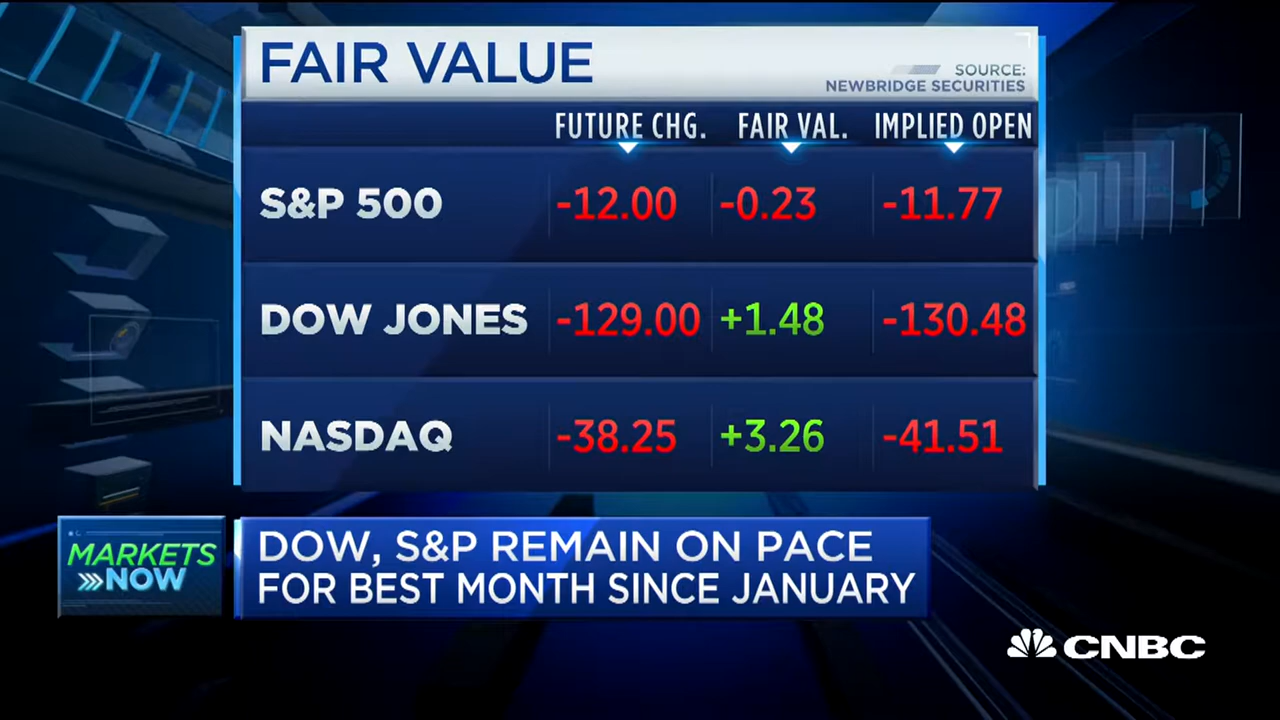 FAIR VALUE
SOURCE:
NEWBRIDGE SECURITIES
FUTURE CHG. FAIR VAL. IMPLIED OPEN
S&P 500 -12.00 -0.23 -11.77
DOW JONES -129.00 +1.48 -130.48
NASDAQ -38.25 +3.26 -41.51
MARKETS
NOW
DOW, S&P REMAIN ON PACE
FOR BEST MONTH SINCE JANUARY
CNBC